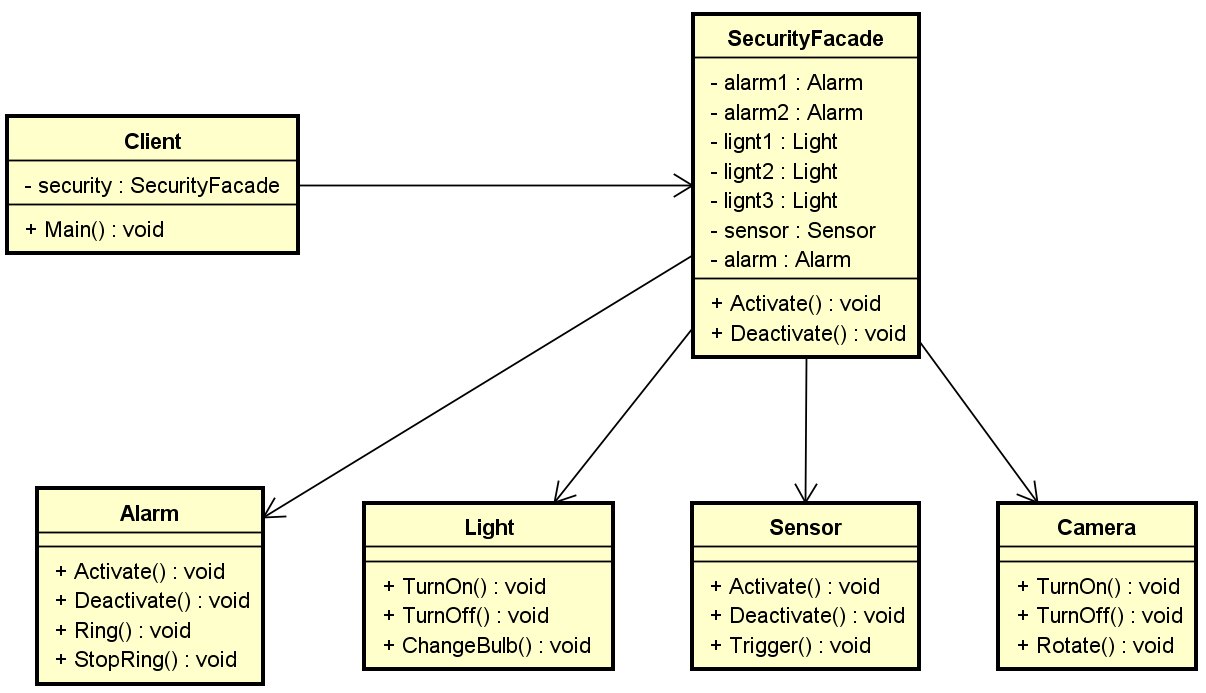 SecurityFacade
- alarm1 : Alarm
- alarm2 : Alarm
- lignt1 : Light
- lignt2 : Light
- lignt3 : Light
- sensor : Sensor
- alarm : Alarm
+ Activate() : void
+ Deactivate() : void
Client
- security : SecurityFacade
+ Main() : void
Alarm
+ Activate() : void
+ Deactivate() : void
+ Ring() : void
+ StopRing() : void
Light
+ TurnOn() : void
+ TurnOff() : void
+ ChangeBulb() : void
Sensor
+ Activate() : void
+ Deactivate() : void
+ Trigger() : void
Camera
+ TurnOn() : void
+ TurnOff() : void
+ Rotate() : void